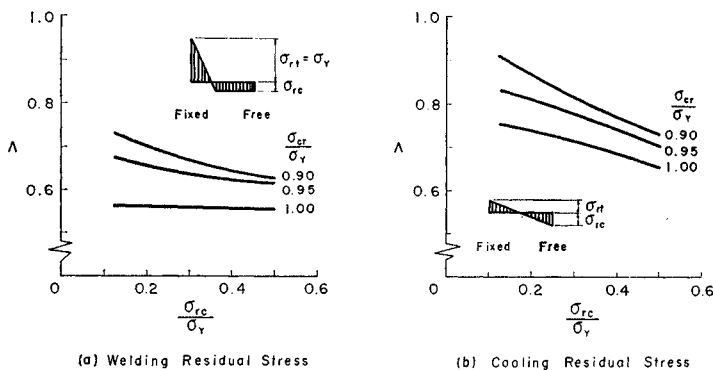 1.0
0.8
Λ
0.6
0
0.2
0.4
0.6
σrc
σY
σrt = σY
σrc
Fixed Free
σcr
σY
0.90
0.95
1.00
(a) Welding Residual Stress
1.0
0.8
Λ
0.6
0
0.2
0.4
0.6
σrc
σY
σcr
σY
0.90
0.95
1.00
σrt
σrc
Fixed Free
(b) Cooling Residual Stress